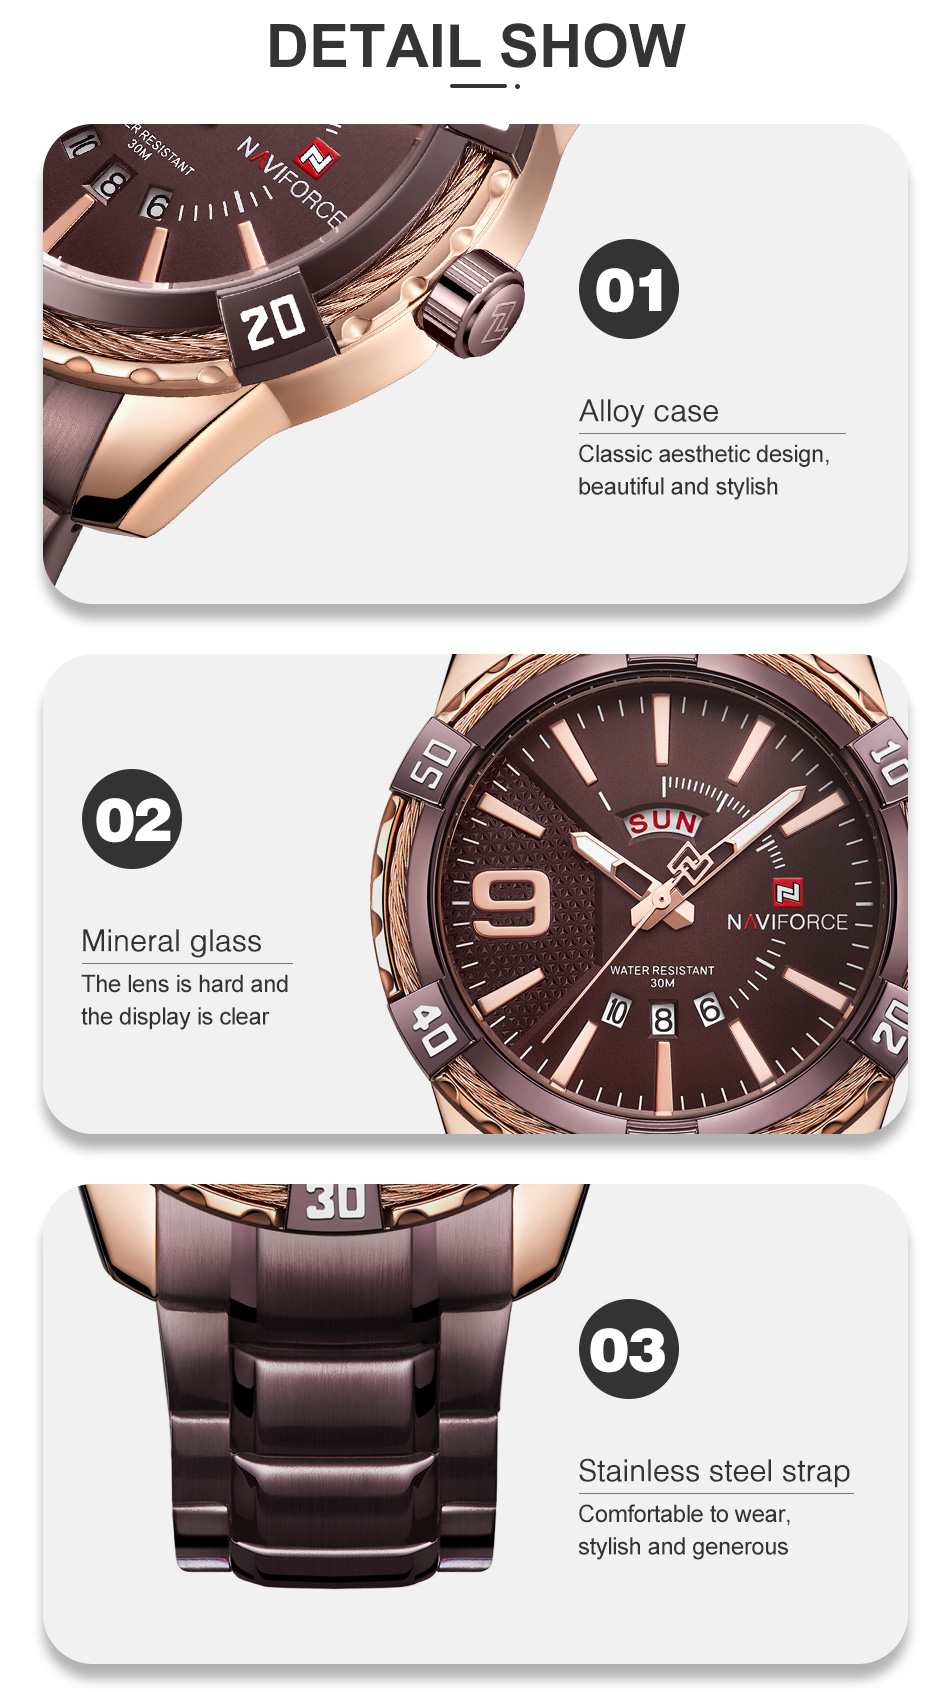 DETAIL SHOW
10 8 6
ER RESISTANT
30M
NAVIFORCE
20
01
Alloy case
Classic aesthetic design,
beautiful and stylish
50
10
SUN
9
NAVIFORCE
WATER RESISTANT
30M
10 8 6
40
20
02
Mineral glass
The lens is hard and
the display is clear
30
03
Stainless steel strap
Comfortable to wear,
stylish and generous